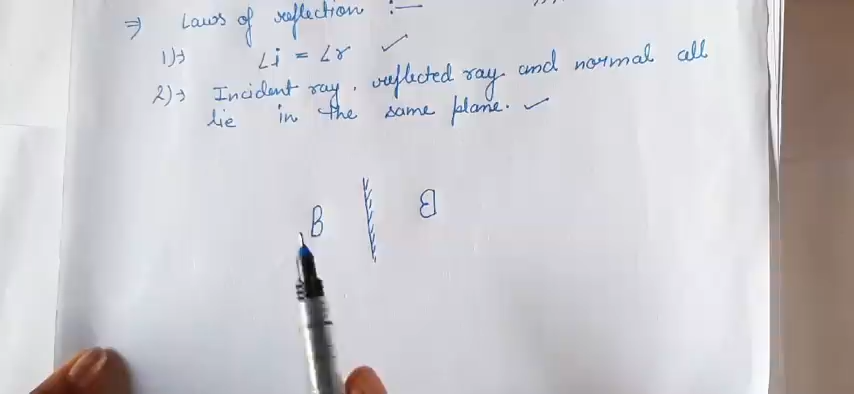 ⇒ Laws of reflection :—
1)→ ∠i = ∠r ✓
2)→ Incident ray, reflected ray and normal all
lie in the same plane. ✓
B ᗺ